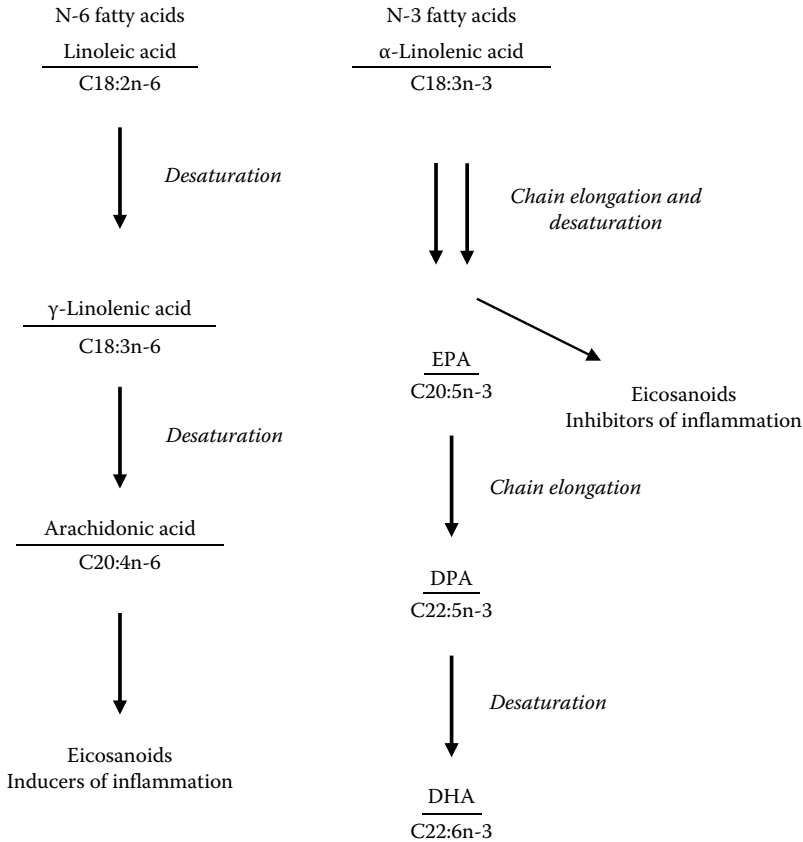 N-6 fatty acids
Linoleic acid
C18:2n-6
Desaturation
γ-Linolenic acid
C18:3n-6
Desaturation
Arachidonic acid
C20:4n-6
Eicosanoids
Inducers of inflammation
N-3 fatty acids
α-Linolenic acid
C18:3n-3
Chain elongation and
desaturation
EPA
C20:5n-3
Eicosanoids
Inhibitors of inflammation
Chain elongation
DPA
C22:5n-3
Desaturation
DHA
C22:6n-3